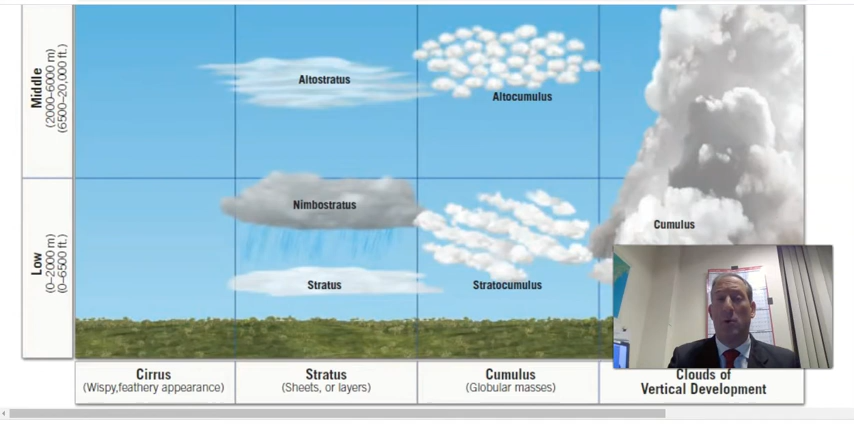 Middle
(2000–6000 m)
(6500–20,000 ft.)
Altostratus
Altocumulus
Low
(0–2000 m)
(0–6500 ft.)
Nimbostratus
Cumulus
Stratus
Stratocumulus
Cirrus
(Wispy,feathery appearance)
Stratus
(Sheets, or layers)
Cumulus
(Globular masses)
Clouds of
Vertical Development